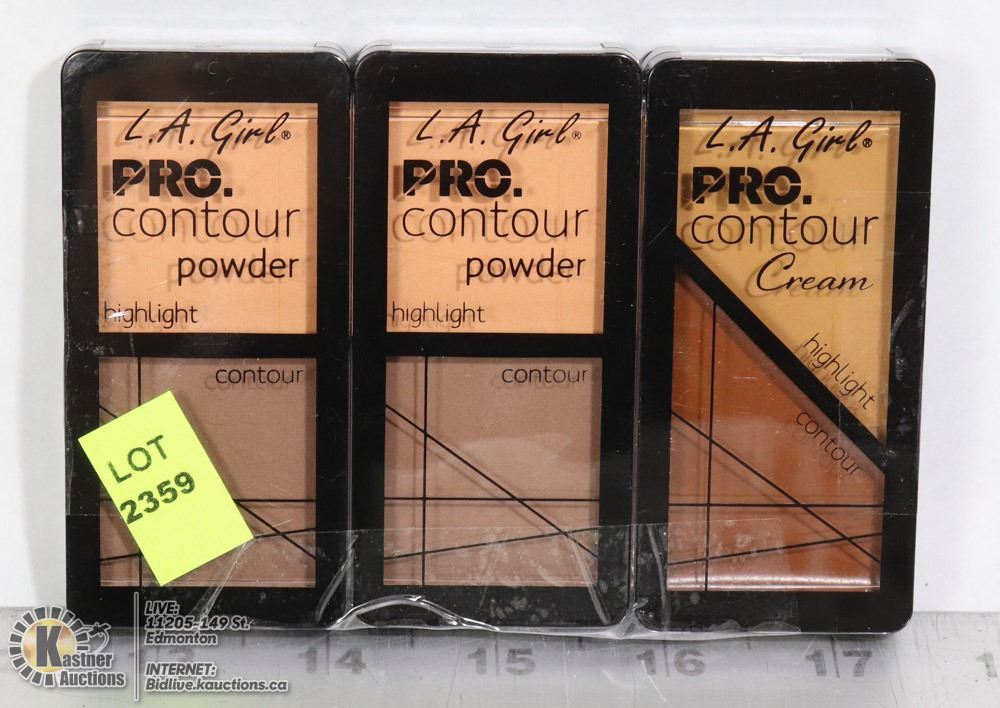 L.A. Girl®
PRO.
contour
powder
highlight
contour
LOT
2359
L.A. Girl®
PRO.
contour
powder
highlight
contour
L.A. Girl®
PRO.
contour
Cream
highlight
contour
Kastner
Auctions
LIVE:
11205-149 St.
Edmonton
INTERNET:
Bidlive.kauctions.ca
13 14 15 16 17